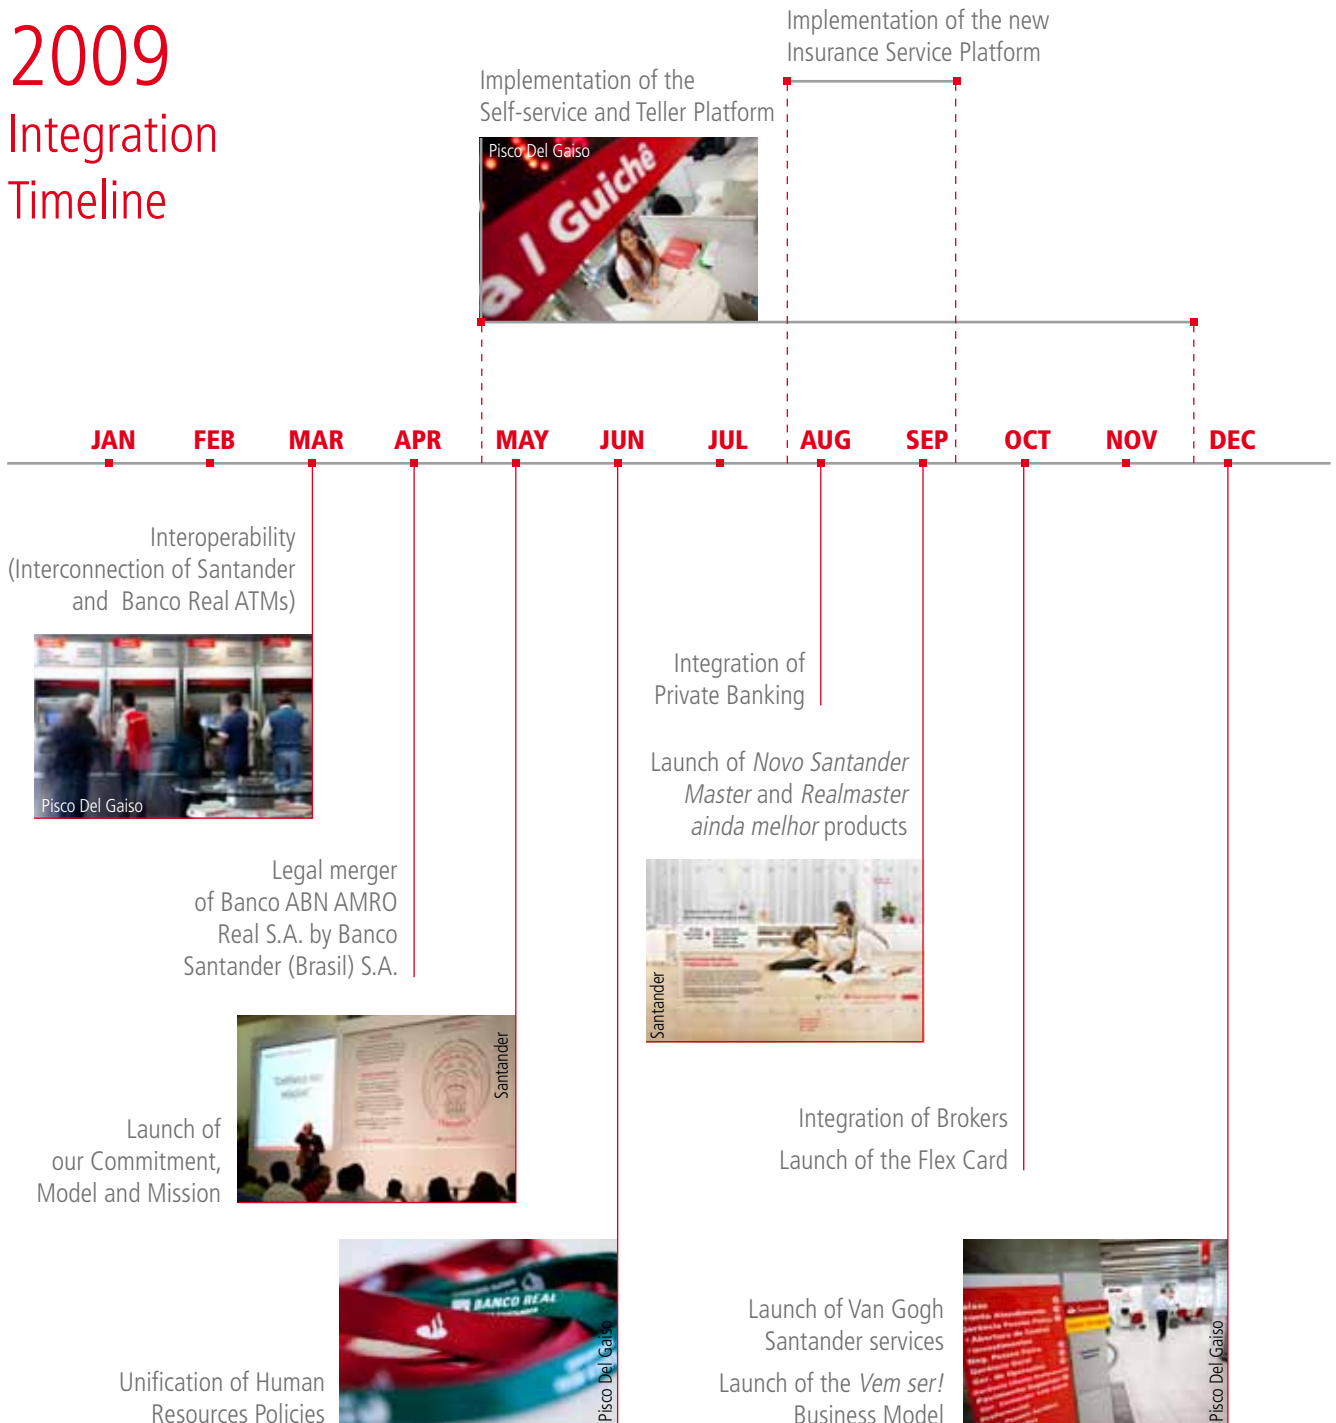 2009
Integration
Timeline
Implementation of the new
Insurance Service Platform
Implementation of the
Self-service and Teller Platform
Pisco Del Gaiso
a / Guichê
JAN FEB MAR APR MAY JUN JUL AUG SEP OCT NOV DEC
Interoperability
(Interconnection of Santander
and Banco Real ATMs)
Pisco Del Gaiso
Integration of
Private Banking
Launch of Novo Santander
Master and Realmaster
ainda melhor products
Santander
Legal merger
of Banco ABN AMRO
Real S.A. by Banco
Santander (Brasil) S.A.
Santander
Launch of
our Commitment,
Model and Mission
Integration of Brokers
Launch of the Flex Card
BANCO REAL
Pisco Del Gaiso
Unification of Human
Resources Policies
Launch of Van Gogh
Santander services
Launch of the Vem ser!
Business Model
Pisco Del Gaiso